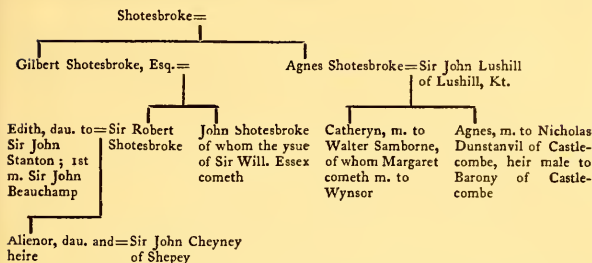 Shotesbroke=
Gilbert Shotesbroke, Esq.=
Agnes Shotesbroke=Sir John Lushill
of Lushill, Kt.
Edith, dau. to=Sir Robert
Sir John Shotesbroke
Stanton ; 1st
m. Sir John
Beauchamp
John Shotesbroke
of whom the ysue
of Sir Will. Essex
cometh
Catheryn, m. to
Walter Samborne,
of whom Margaret
cometh m. to
Wynsor
Agnes, m. to Nicholas
Dunstanvil of Castle-
combe, heir male to
Barony of Castle-
combe
Alienor, dau. and=Sir John Cheyney
heire of Shepey